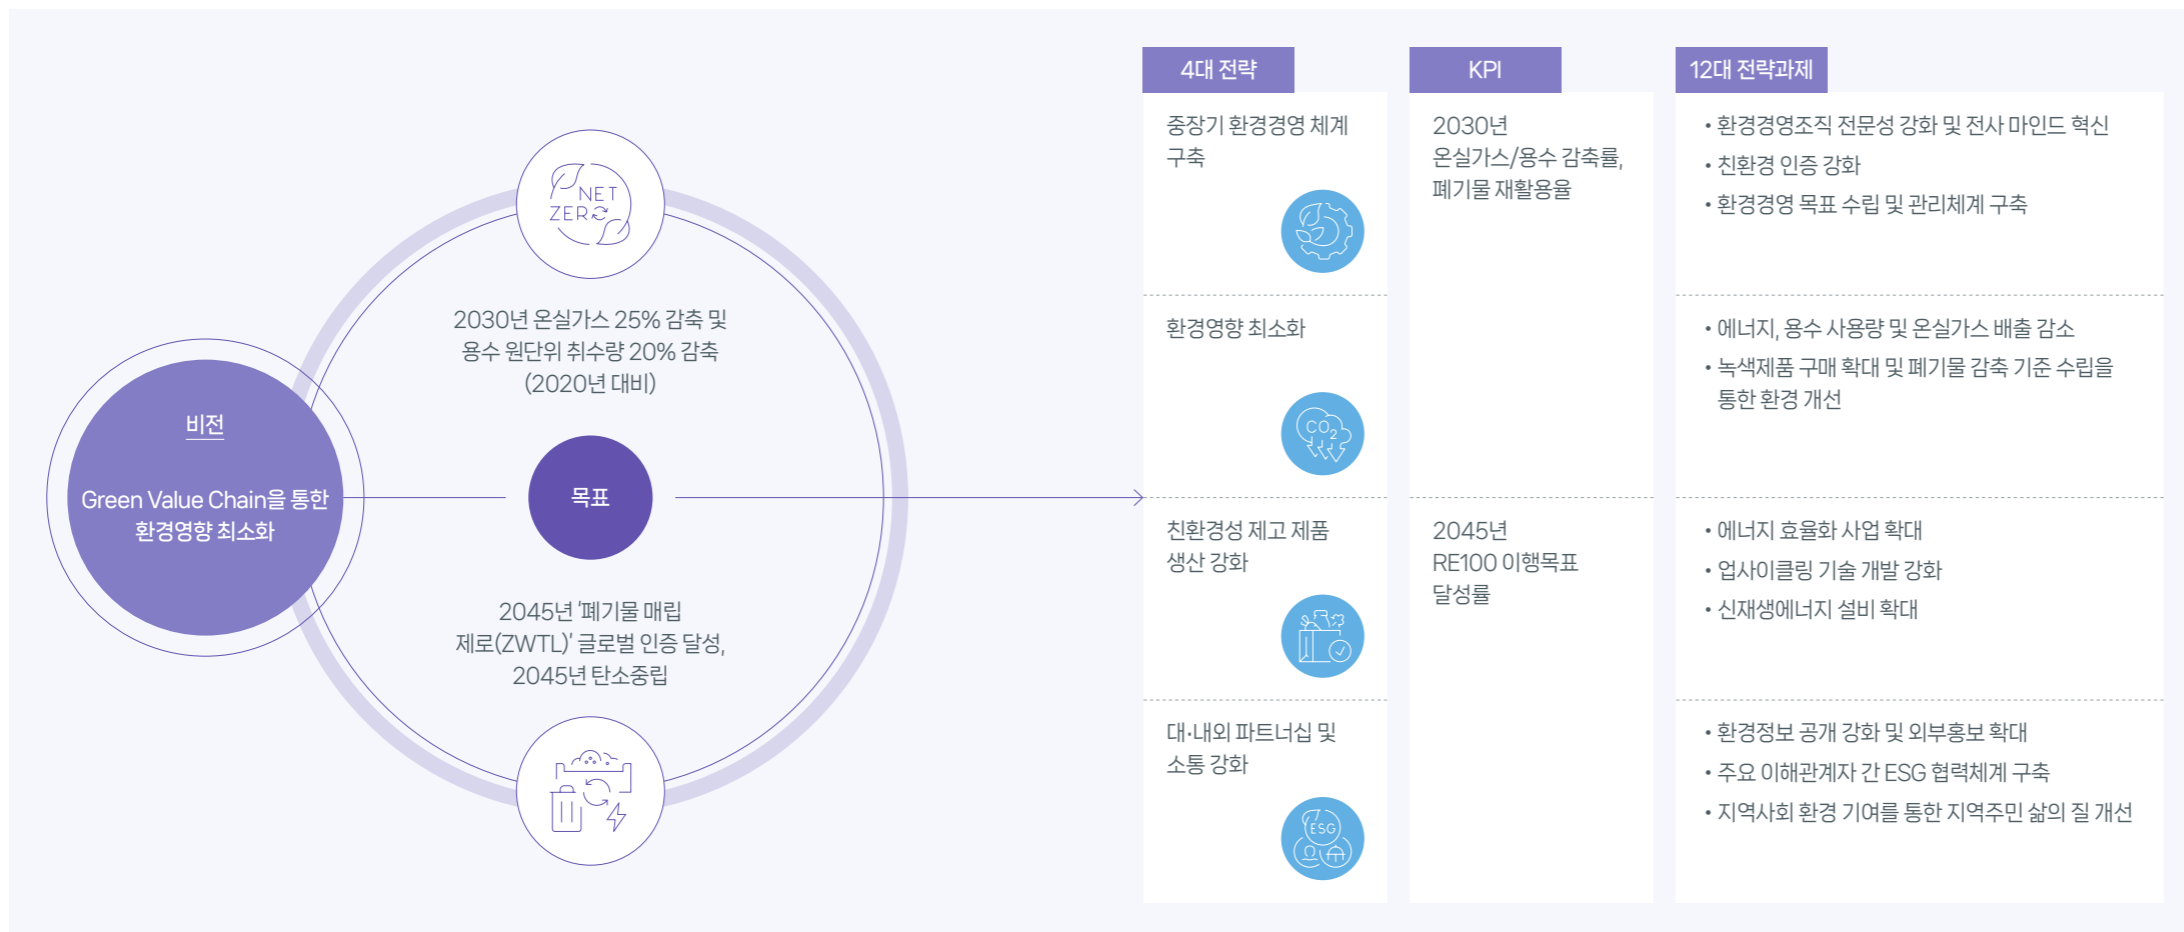 NET
ZERO
2030년 온실가스 25% 감축 및
용수 원단위 취수량 20% 감축
(2020년 대비)
비전
Green Value Chain을 통한
환경영향 최소화
목표
2045년 ‘폐기물 매립
제로(ZWTL)’ 글로벌 인증 달성,
2045년 탄소중립
4대 전략
중장기 환경경영 체계
구축
환경영향 최소화
CO2
친환경성 제고 제품
생산 강화
대·내외 파트너십 및
소통 강화
ESG
KPI
2030년
온실가스/용수 감축률,
폐기물 재활용율
2045년
RE100 이행목표
달성률
12대 전략과제
• 환경경영조직 전문성 강화 및 전사 마인드 혁신
• 친환경 인증 강화
• 환경경영 목표 수립 및 관리체계 구축
• 에너지, 용수 사용량 및 온실가스 배출 감소
• 녹색제품 구매 확대 및 폐기물 감축 기준 수립을
통한 환경 개선
• 에너지 효율화 사업 확대
• 업사이클링 기술 개발 강화
• 신재생에너지 설비 확대
• 환경정보 공개 강화 및 외부홍보 확대
• 주요 이해관계자 간 ESG 협력체계 구축
• 지역사회 환경 기여를 통한 지역주민 삶의 질 개선